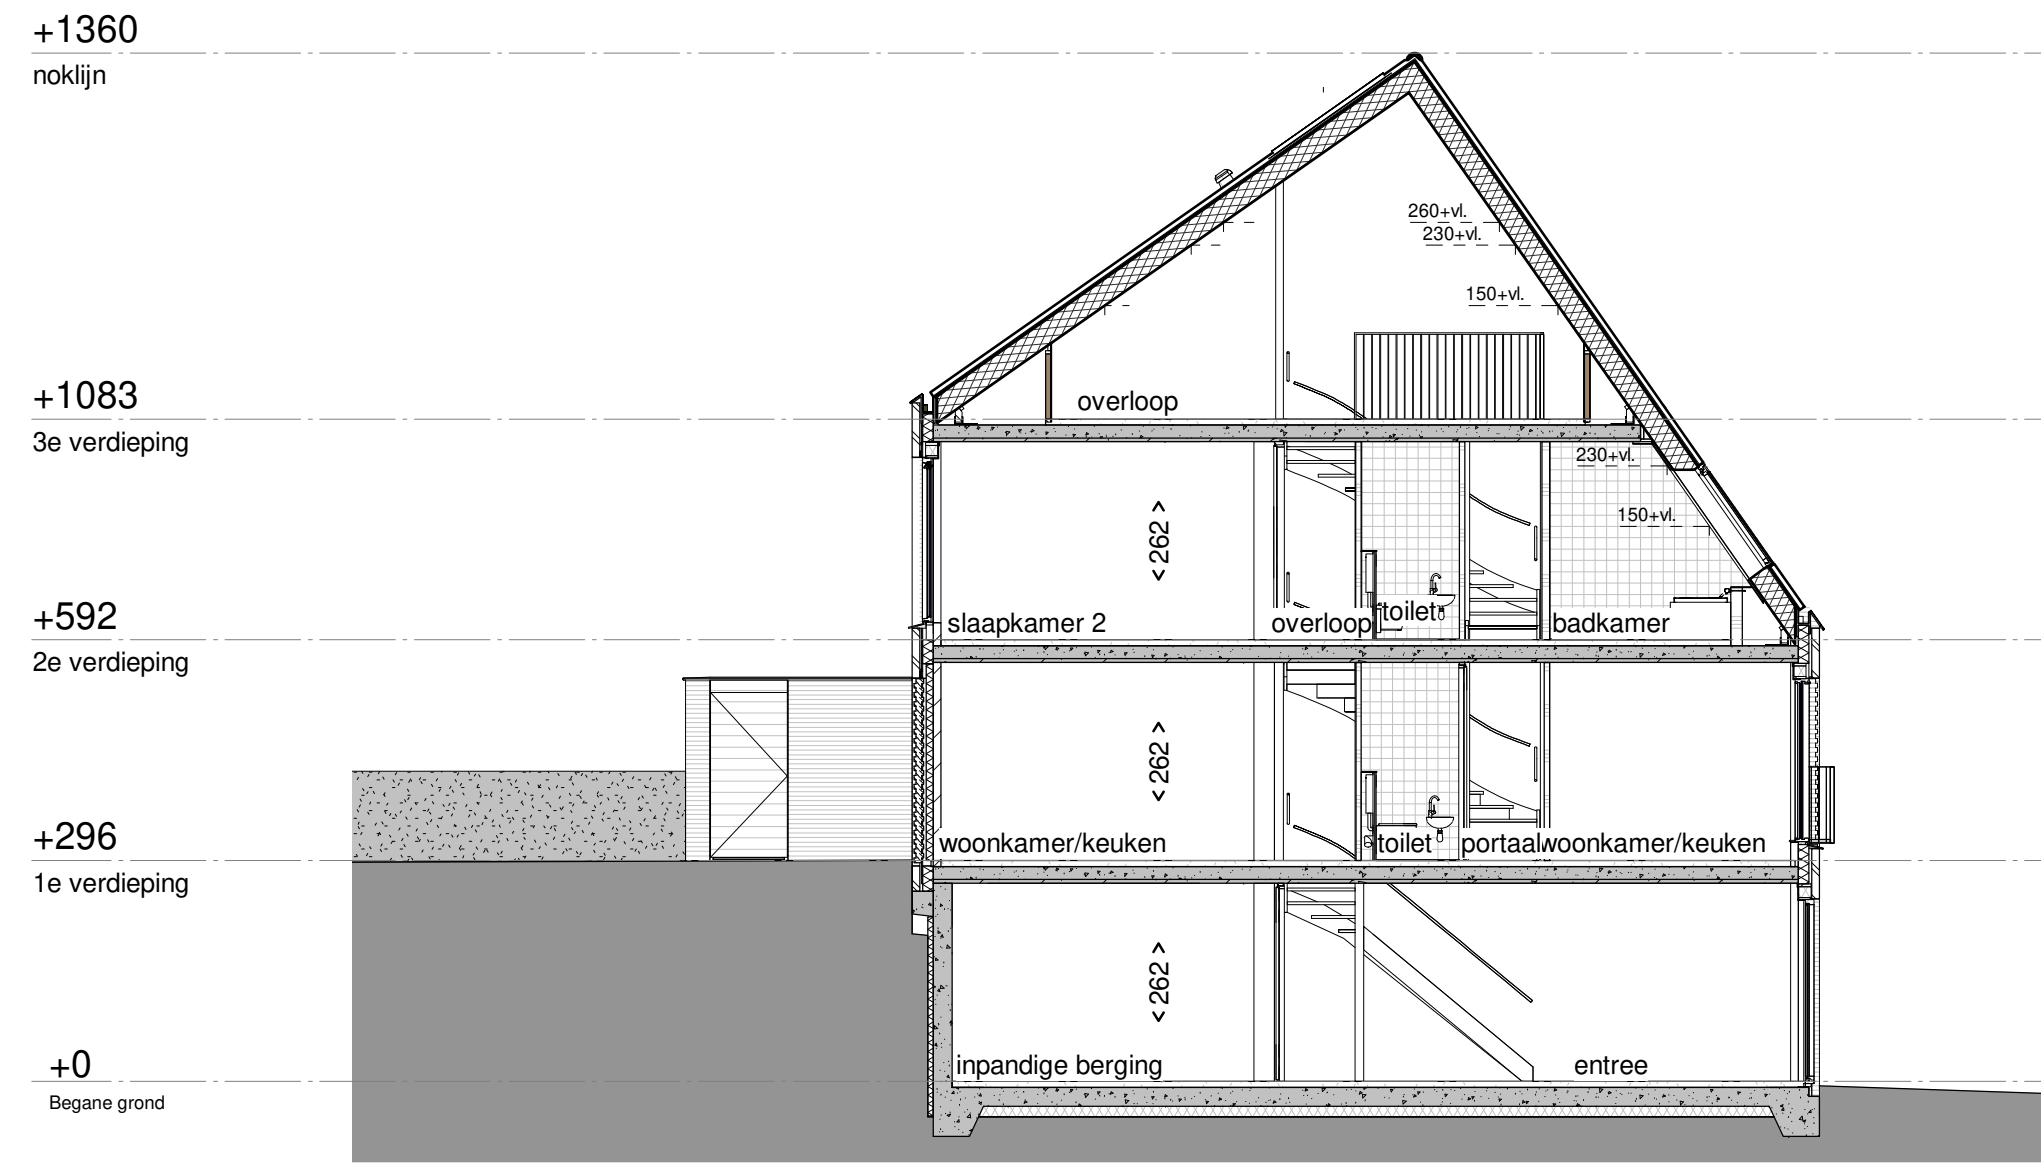 +1360
noklijn
260+vl.
230+vl.
150+vl.
+1083
overloop
3e verdieping
230+vl.
150+vl.
<262>
+592
slaapkamer 2
overloop
toilet
badkamer
2e verdieping
<262>
+296
woonkamer/keuken
toilet
portaal
woonkamer/keuken
1e verdieping
<262>
+0
inpandige berging
entree
Begane grond